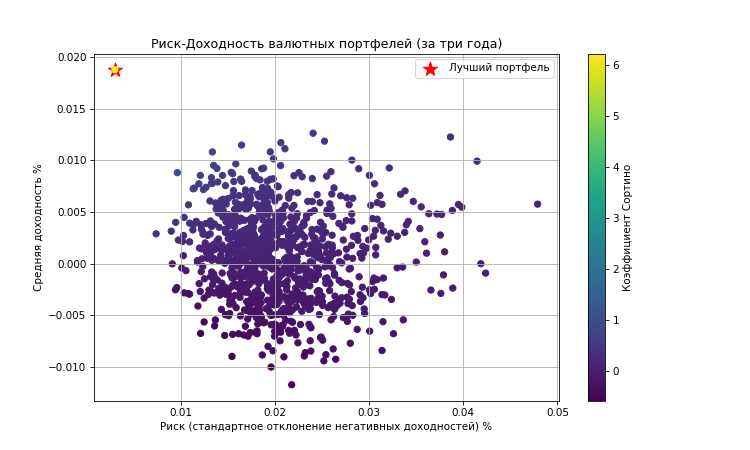 Риск-Доходность валютных портфелей (за три года)
Лучший портфель
Средняя доходность %
0.020
0.015
0.010
0.005
0.000
−0.005
−0.010
0.01 0.02 0.03 0.04 0.05
Риск (стандартное отклонение негативных доходностей) %
6
5
4
3
2
1
0
Коэффициент Сортино